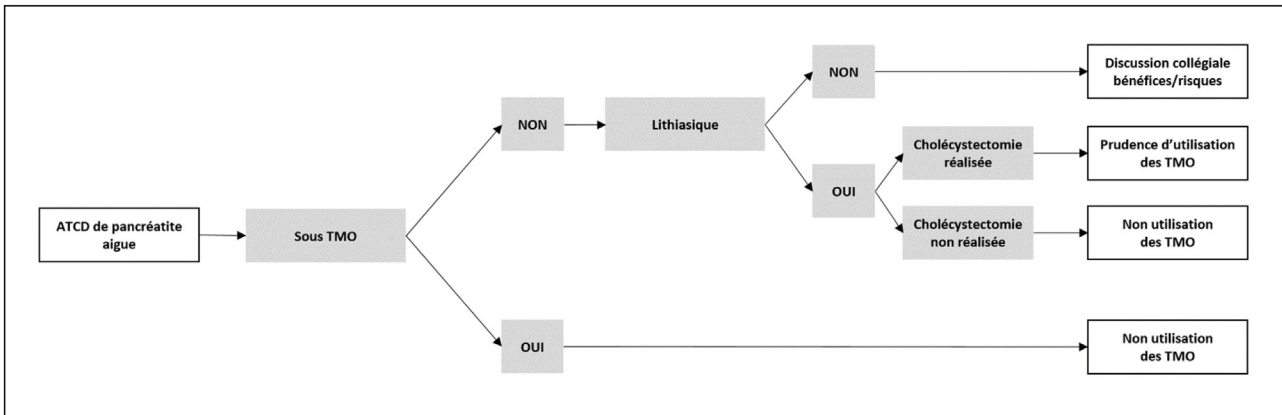 ATCD de pancréatite
aigue
Sous TMO
NON
Lithiasique
NON
Discussion collégiale
bénéfices/risques
OUI
Cholécystectomie
réalisée
Prudence d'utilisation
des TMO
Cholécystectomie
non réalisée
Non utilisation
des TMO
OUI
Non utilisation
des TMO